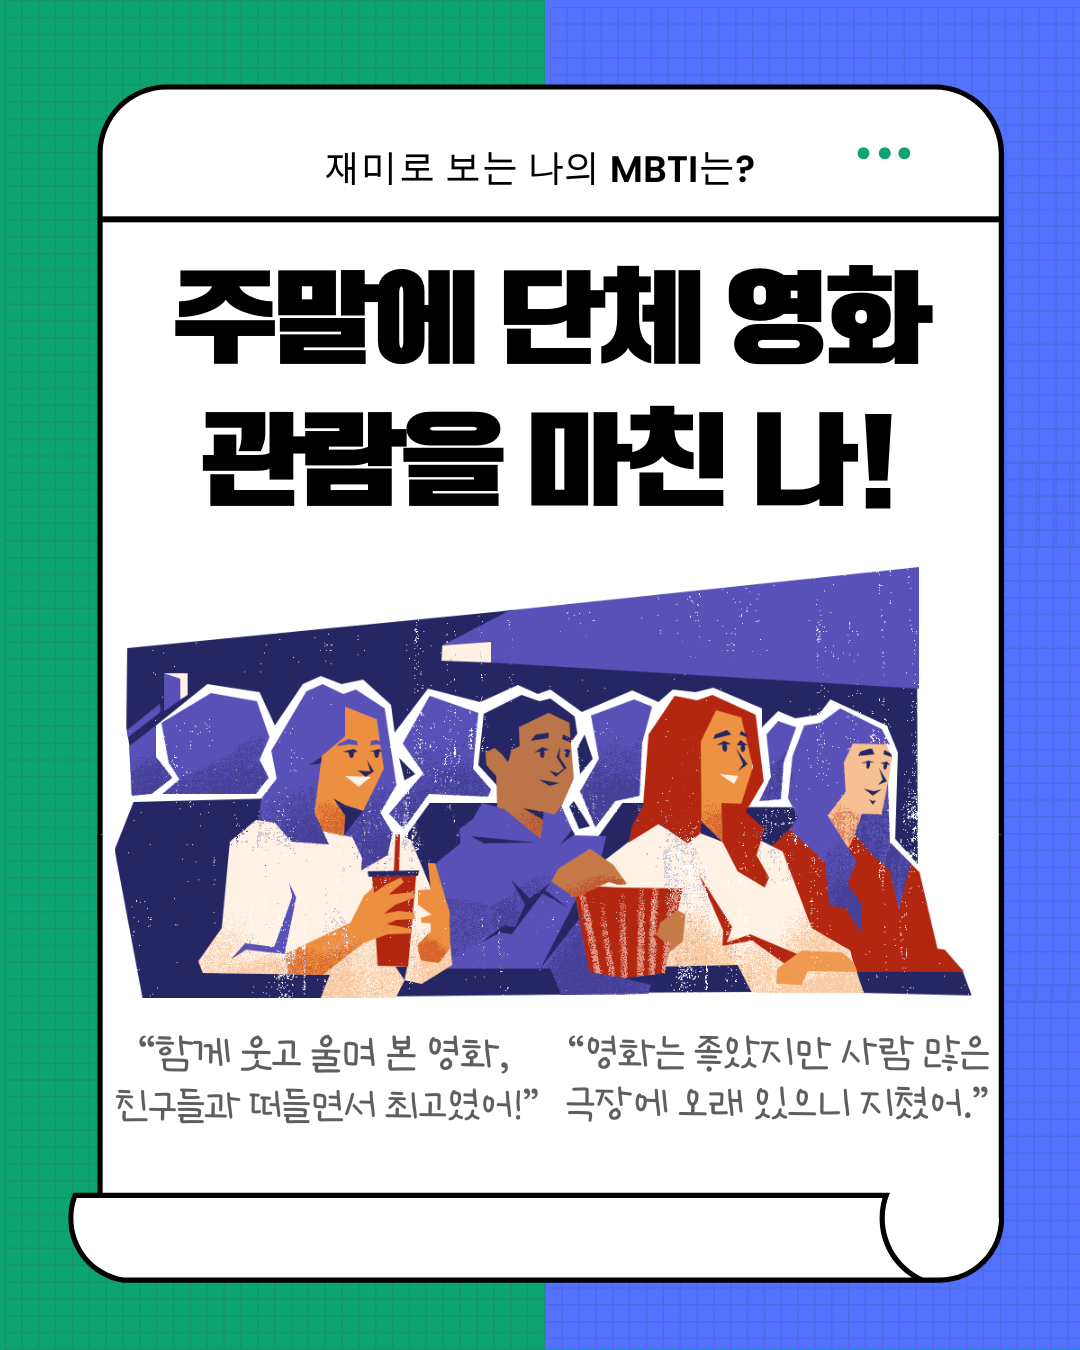 재미로 보는 나의 MBTI는?
주말에 단체 영화
관람을 마친 나!
“함께 웃고 울며 본 영화,
친구들과 떠들면서 최고였어!”
“영화는 좋았지만 사람 많은
극장에 오래 있으니 지쳤어.”